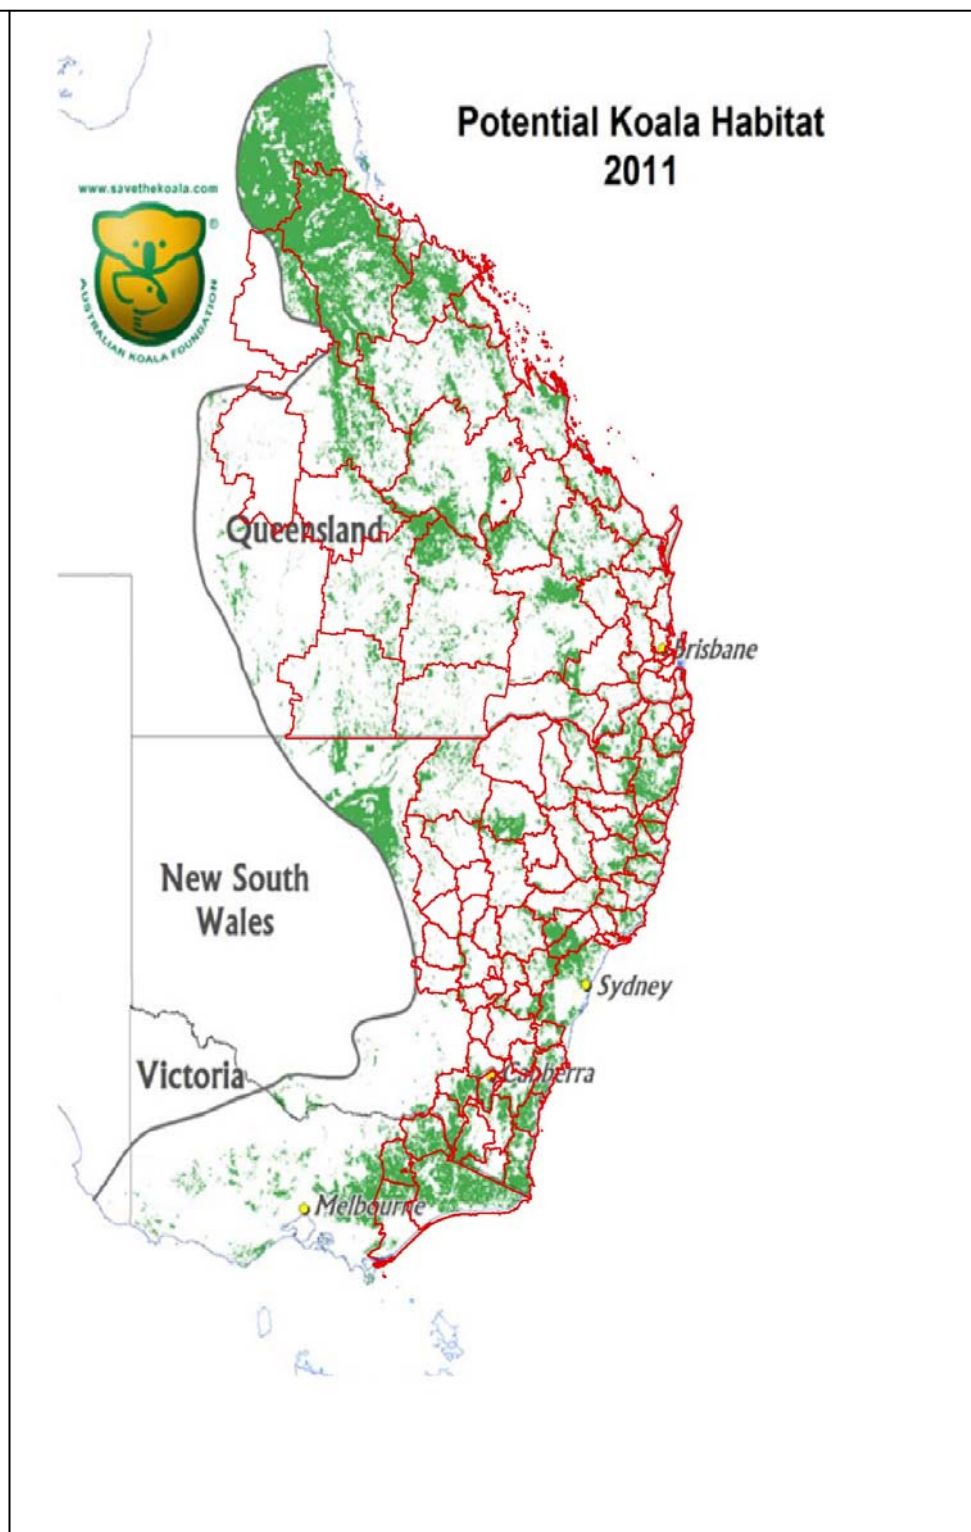 Potential Koala Habitat
2011
www.savethekoala.com
®
AUSTRALIAN KOALA FOUNDATION
Queensland
Brisbane
New South
Wales
Sydney
Canberra
Victoria
Melbourne